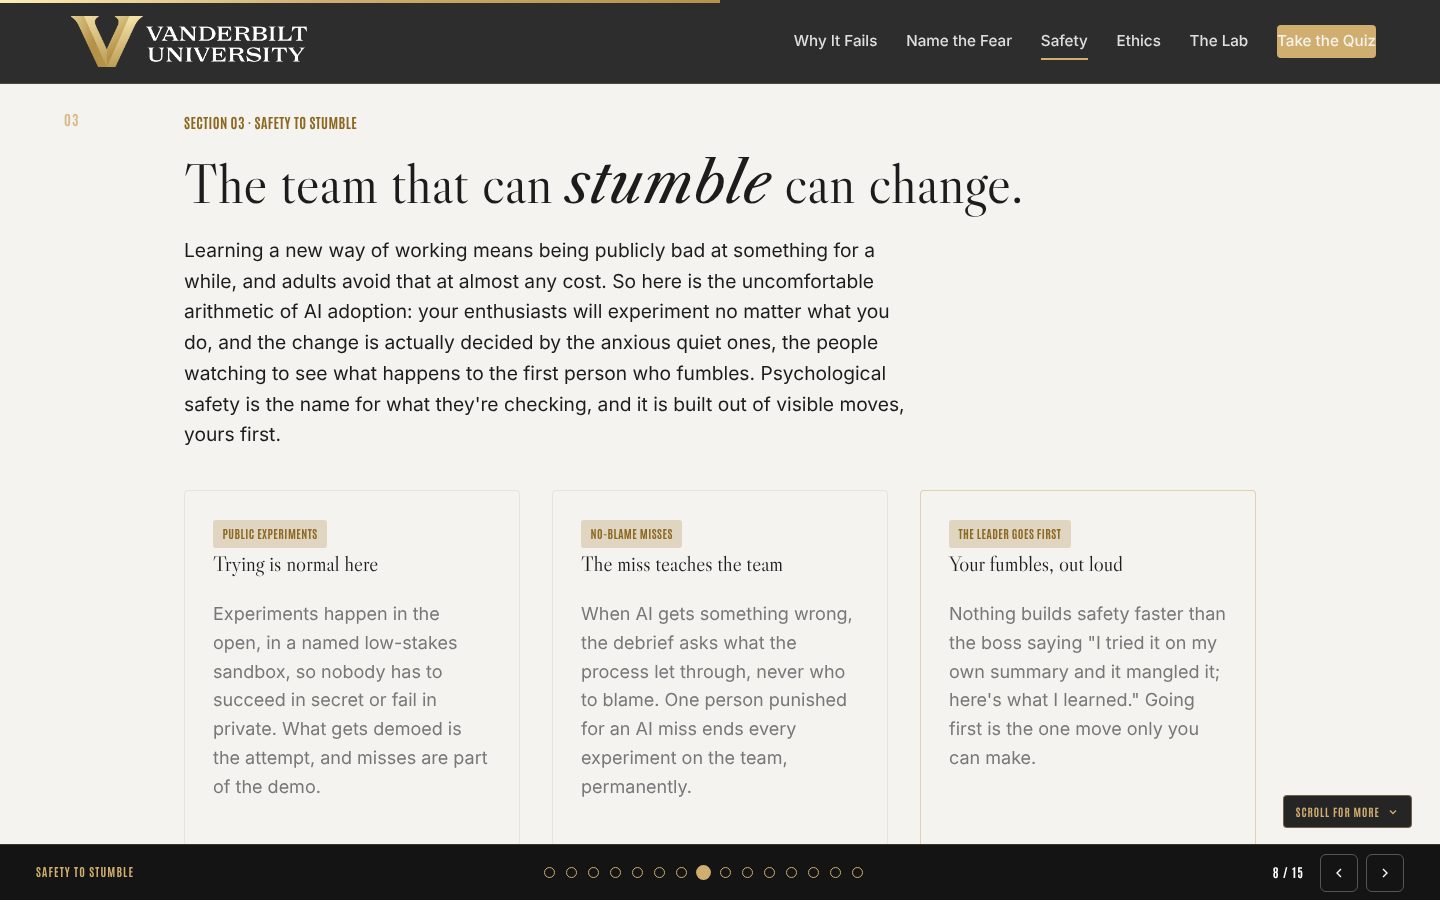 VANDERBILT
UNIVERSITY
Why It Fails
Name the Fear
Safety
Ethics
The Lab
Take the Quiz
03
SECTION 03 · SAFETY TO STUMBLE
The team that can stumble can change.
Learning a new way of working means being publicly bad at something for a
while, and adults avoid that at almost any cost. So here is the uncomfortable
arithmetic of AI adoption: your enthusiasts will experiment no matter what you
do, and the change is actually decided by the anxious quiet ones, the people
watching to see what happens to the first person who fumbles. Psychological
safety is the name for what they're checking, and it is built out of visible moves,
yours first.
PUBLIC EXPERIMENTS
Trying is normal here
Experiments happen in the
open, in a named low-stakes
sandbox, so nobody has to
succeed in secret or fail in
private. What gets demoed is
the attempt, and misses are part
of the demo.
NO-BLAME MISSES
The miss teaches the team
When AI gets something wrong,
the debrief asks what the
process let through, never who
to blame. One person punished
for an AI miss ends every
experiment on the team,
permanently.
THE LEADER GOES FIRST
Your fumbles, out loud
Nothing builds safety faster than
the boss saying "I tried it on my
own summary and it mangled it;
here's what I learned." Going
first is the one move only you
can make.
SCROLL FOR MORE
SAFETY TO STUMBLE
8 / 15